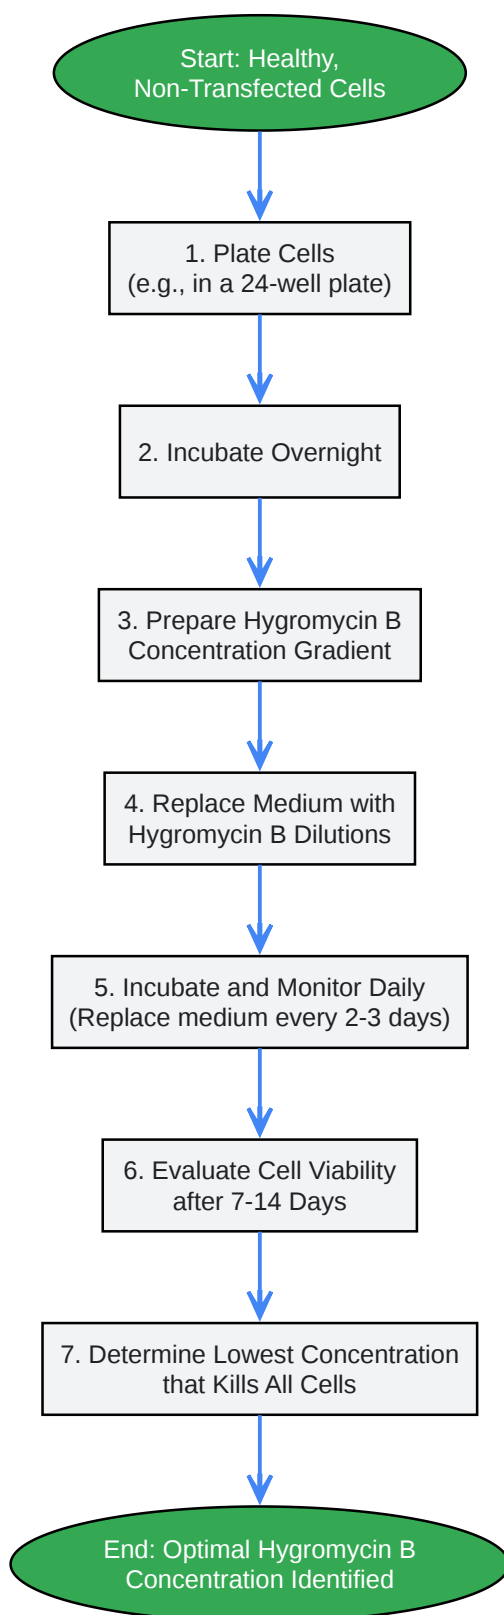 Start: Healthy,
Non-Transfected Cells
1. Plate Cells
(e.g., in a 24-well plate)
2. Incubate Overnight
3. Prepare Hygromycin B
Concentration Gradient
4. Replace Medium with
Hygromycin B Dilutions
5. Incubate and Monitor Daily
(Replace medium every 2-3 days)
6. Evaluate Cell Viability
after 7-14 Days
7. Determine Lowest Concentration
that Kills All Cells
End: Optimal Hygromycin B
Concentration Identified